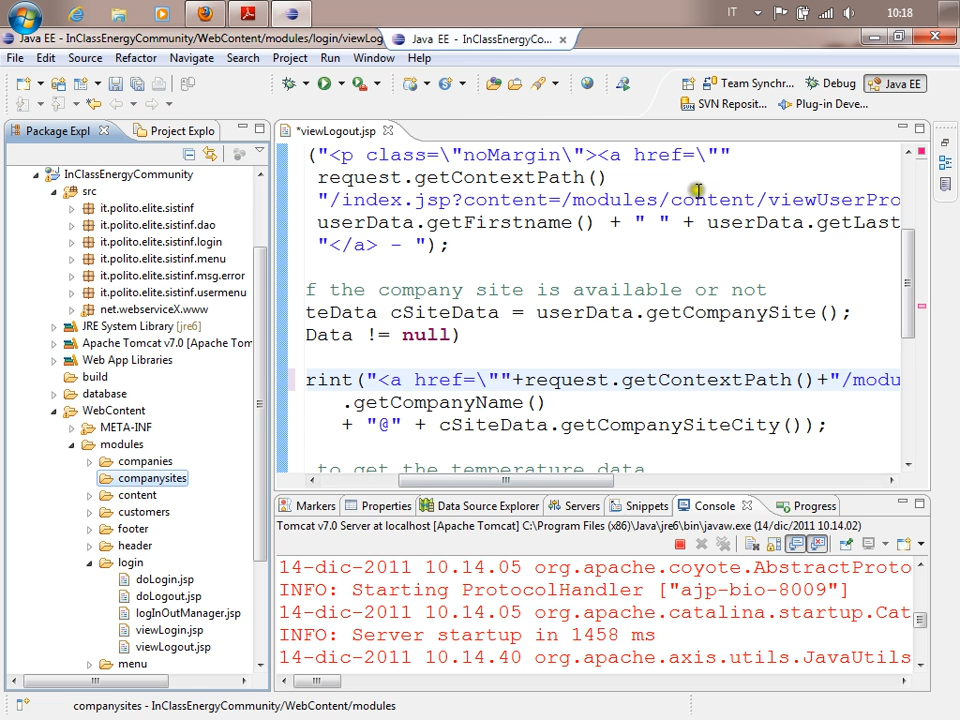 IT 10:18
Java EE - InClassEnergyCommunity/WebContent/modules/login/viewLog
Java EE - InClassEnergyCo...
File Edit Source Refactor Navigate Search Project Run Window Help
Team Synchr... Debug Java EE
SVN Reposit... Plug-in Deve...
Package Expl Project Explo
InClassEnergyCommunity
src
it.polito.elite.sistinf
it.polito.elite.sistinf.dao
it.polito.elite.sistinf.login
it.polito.elite.sistinf.menu
it.polito.elite.sistinf.msg.error
it.polito.elite.sistinf.usermenu
net.webserviceX.www
JRE System Library [jre6]
Apache Tomcat v7.0 [Apache Tom
Web App Libraries
build
database
WebContent
META-INF
modules
companies
companysites
content
customers
footer
header
login
doLogin.jsp
doLogout.jsp
logInOutManager.jsp
viewLogin.jsp
viewLogout.jsp
menu
*viewLogout.jsp
("<p class=\"noMargin\"><a href=\""
request.getContextPath()
"/index.jsp?content=/modules/content/viewUserPro
userData.getFirstname() + " " + userData.getLast
"</a> - ");
f the company site is available or not
teData cSiteData = userData.getCompanySite();
Data != null)
rint("<a href=\""+request.getContextPath()+"/modu
.getCompanyName()
+ "@" + cSiteData.getCompanySiteCity());
to get the temperature data
Markers Properties Data Source Explorer Servers Snippets Console Progress
Tomcat v7.0 Server at localhost [Apache Tomcat] C:\Program Files (x86)\Java\jre6\bin\javaw.exe (14/dic/2011 10.14.02)
14-dic-2011 10.14.05 org.apache.coyote.AbstractProto
INFO: Starting ProtocolHandler ["ajp-bio-8009"]
14-dic-2011 10.14.05 org.apache.catalina.startup.Cat
INFO: Server startup in 1458 ms
14-dic-2011 10.14.40 org.apache.axis.utils.JavaUtils
companysites - InClassEnergyCommunity/WebContent/modules